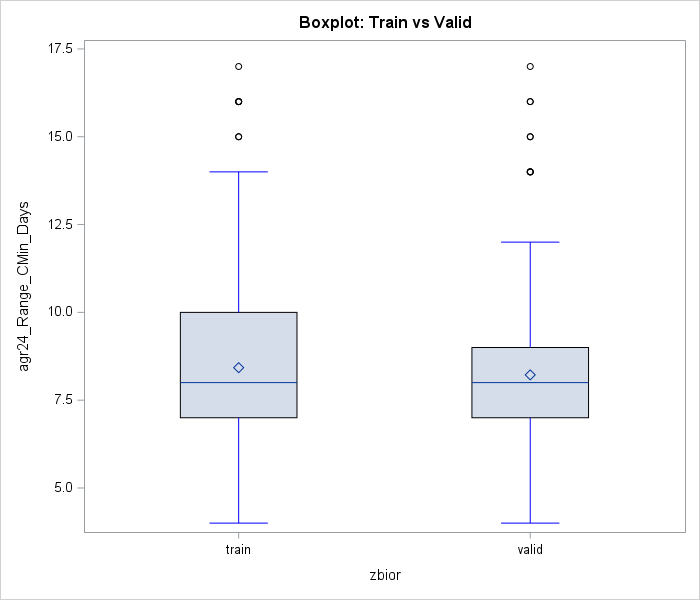 Boxplot: Train vs Valid
agr24_Range_CMin_Days
17.5
15.0
12.5
10.0
7.5
5.0
train valid
zbior